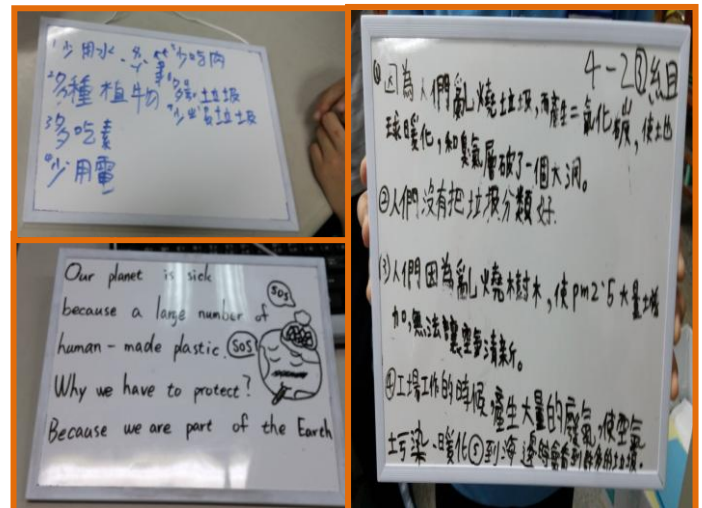 1.少用水
少吃肉
2.多種植物
垃圾
3.多吃素
垃圾
4.少用電
Our planet is sick
because a large number of
human-made plastic.
SOS
SOS
Why we have to protect?
Because we are part of the Earth
4-2③組
(1)因為人們亂燒垃圾,而產生二氧化碳,使地
球暖化,和臭氧層破了一個大洞。
②人們沒有把垃圾分類好
(3)人們因為亂燒樹木,使pm2.5大量增
加,無法讓空氣清新。
④工場工作的時候,產生大量的廢氣,使空氣
污染、暖化⑤到海邊時會看到許多的垃圾.